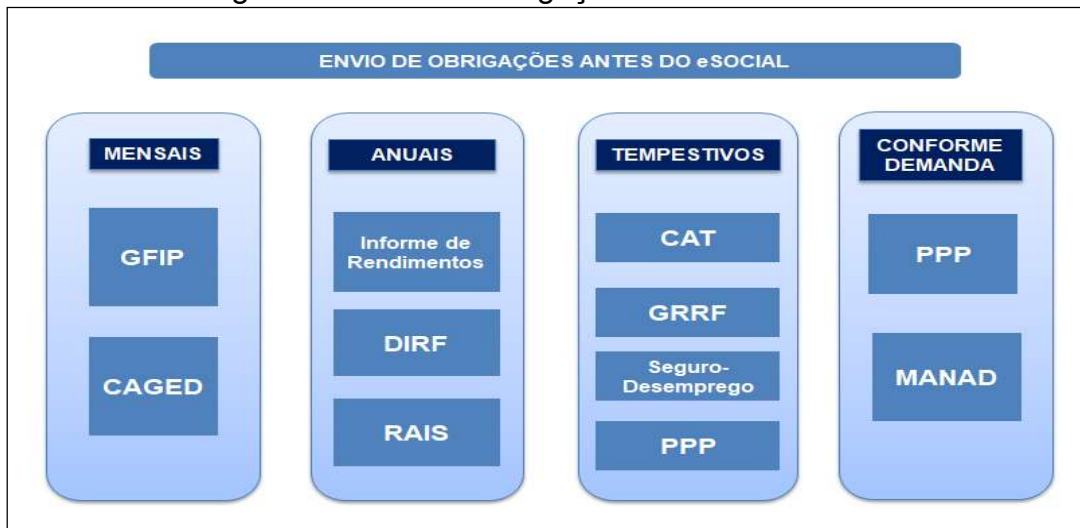 ENVIO DE OBRIGAÇÕES ANTES DO eSOCIAL
MENSAIS
GFIP
CAGED
ANUAIS
Informe de
Rendimentos
DIRF
RAIS
TEMPESTIVOS
CAT
GRRF
Seguro-
Desemprego
PPP
CONFORME
DEMANDA
PPP
MANAD